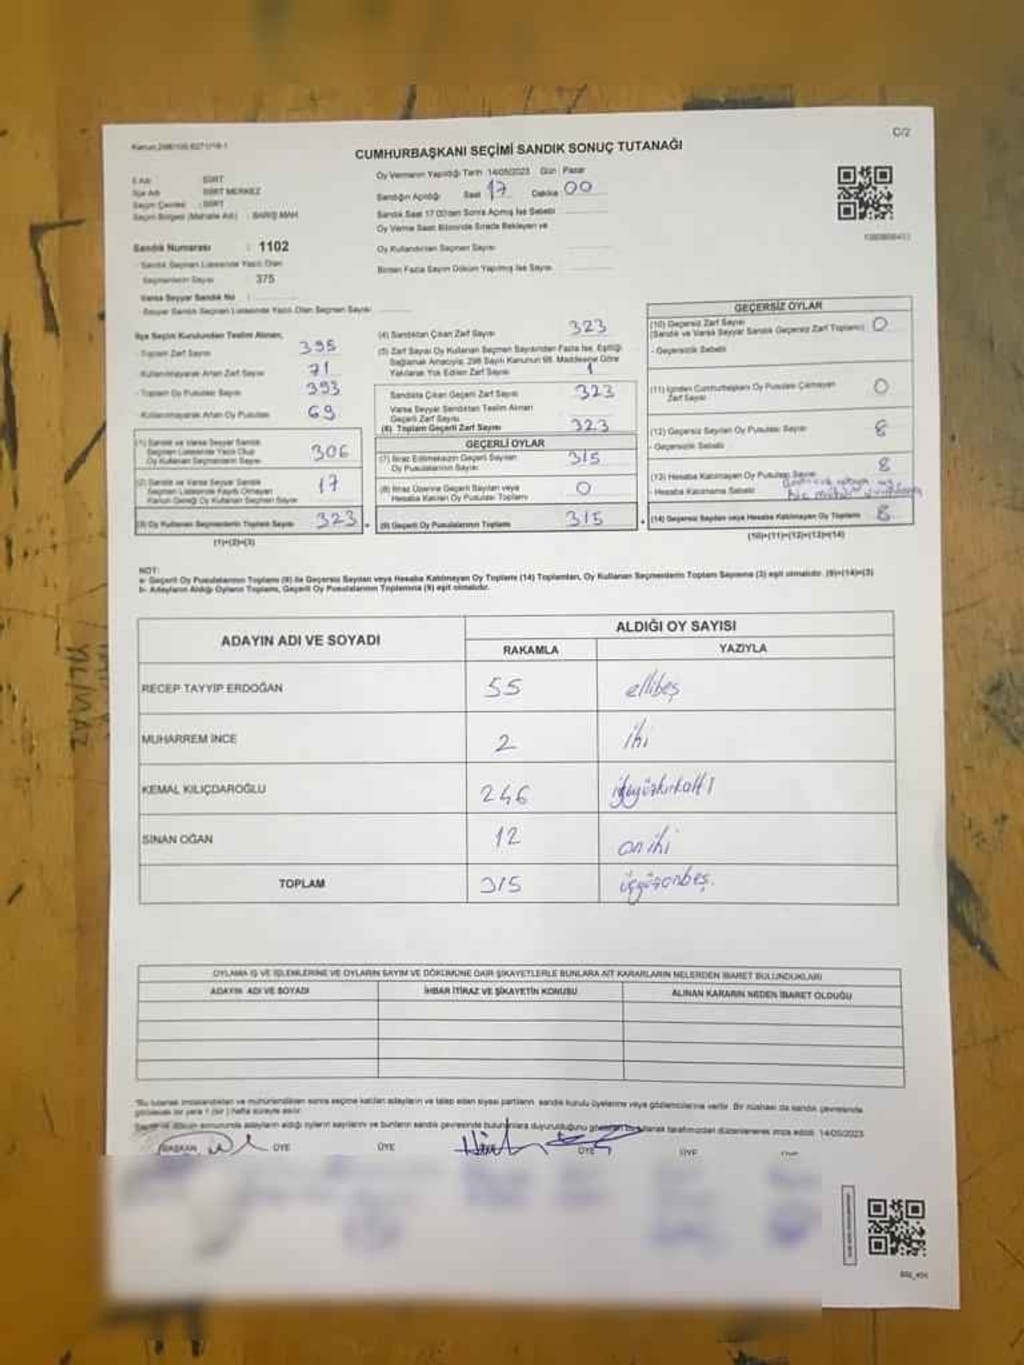 C/2
CUMHURBAŞKANI SEÇİMİ SANDIK SONUÇ TUTANAĞI
İl Adı : SİİRT
İlçe Adı : SİİRT MERKEZ
Seçim Çevresi : SİİRT
Seçim Bölgesi (Mahalle Adı) : BARIŞ MAH
Sandık Numarası : 1102
- Sandık Seçmen Listesinde Yazılı Olan
Seçmenlerin Sayısı 375
Varsa Seyyar Sandık No :
- Seyyar Sandık Seçmen Listesinde Yazılı Olan Seçmen Sayısı
Oy Vermenin Yapıldığı Tarih 14/05/2023 Gün Pazar
Sandığın Açıldığı Saat 17 Dakika 00
Sandık Saat 17:00'den Sonra Açılmış İse Sebebi
Oy Verme Saat Bitiminde Sırada Bekleyen ve
Oy Kullandırılan Seçmen Sayısı
Birden Fazla Sayım Döküm Yapılmış İse Sayısı
İlçe Seçim Kurulundan Teslim Alınan,
- Toplam Zarf Sayısı 395
- Kullanılmayarak Artan Zarf Sayısı 71
- Toplam Oy Pusulası Sayısı 393
- Kullanılmayarak Artan Oy Pusulası 69
(1) Sandık ve Varsa Seyyar Sandık
Seçmen Listesinde Yazılı Olup
Oy Kullanan Seçmenlerin Sayısı 306
(2) Sandık ve Varsa Seyyar Sandık
Seçmen Listesinde Kaydı Olmayan
Kanun Gereği Oy Kullanan Seçmen Sayısı 17
(3) Oy Kullanan Seçmenlerin Toplam Sayısı 323
(1)+(2)=(3)
(4) Sandıktan Çıkan Zarf Sayısı 323
(5) Zarf Sayısı Oy Kullanan Seçmen Sayısından Fazla İse, Eşitliği
Sağlamak Amacıyla, 298 Sayılı Kanunun 98. Maddesine Göre
Yakılarak Yok Edilen Zarf Sayısı 1
Sandıkta Çıkan Geçerli Zarf Sayısı 323
Varsa Seyyar Sandıktan Teslim Alınan
Geçerli Zarf Sayısı
(6) Toplam Geçerli Zarf Sayısı 323
GEÇERLİ OYLAR
(7) İtiraz Edilmeksizin Geçerli Sayılan
Oy Pusulalarının Sayısı 315
(8) İtiraz Üzerine Geçerli Sayılan veya
Hesaba Katılan Oy Pusulası Toplamı 0
(9) Geçerli Oy Pusulalarının Toplamı 315
GEÇERSİZ OYLAR
(10) Geçersiz Zarf Sayısı
(Sandık ve Varsa Seyyar Sandık Geçersiz Zarf Toplamı) 0
- Geçersizlik Sebebi
(11) İçinden Cumhurbaşkanı Oy Pusulası Çıkmayan
Zarf Sayısı 0
(12) Geçersiz Sayılan Oy Pusulası Sayısı 8
- Geçersizlik Sebebi
(13) Hesaba Katılmayan Oy Pusulası Sayısı 8
- Hesaba Katılmama Sebebi
(14) Geçersiz Sayılan veya Hesaba Katılmayan Oy Toplamı 8
(10)+(11)+(12)+(13)=(14)
NOT:
a- Geçerli Oy Pusulalarının Toplamı (9) ile Geçersiz Sayılan veya Hesaba Katılmayan Oy Toplamı (14) Toplamları, Oy Kullanan Seçmenlerin Toplam Sayısına (3) eşit olmalıdır. (9)+(14)=(3)
b- Adayların Aldığı Oyların Toplamı, Geçerli Oy Pusulalarının Toplamına (9) eşit olmalıdır.
ADAYIN ADI VE SOYADI ALDIĞI OY SAYISI
RAKAMLA YAZIYLA
RECEP TAYYİP ERDOĞAN 55 ellibeş
MUHARREM İNCE 2 iki
KEMAL KILIÇDAROĞLU 246 ikiyüzkırkaltı
SİNAN OĞAN 12 oniki
TOPLAM 315 üçyüzonbeş.
OYLAMA İŞ VE İŞLEMLERİNE VE OYLARIN SAYIM VE DÖKÜMÜNE DAİR ŞİKAYETLERLE BUNLARA AİT KARARLARIN NELERDEN İBARET BULUNDUKLARI
ADAYIN ADI VE SOYADI İHBAR İTİRAZ VE ŞİKAYETİN KONUSU ALINAN KARARIN NEDEN İBARET OLDUĞU
BAŞKAN ÜYE ÜYE ÜYE ÜYE